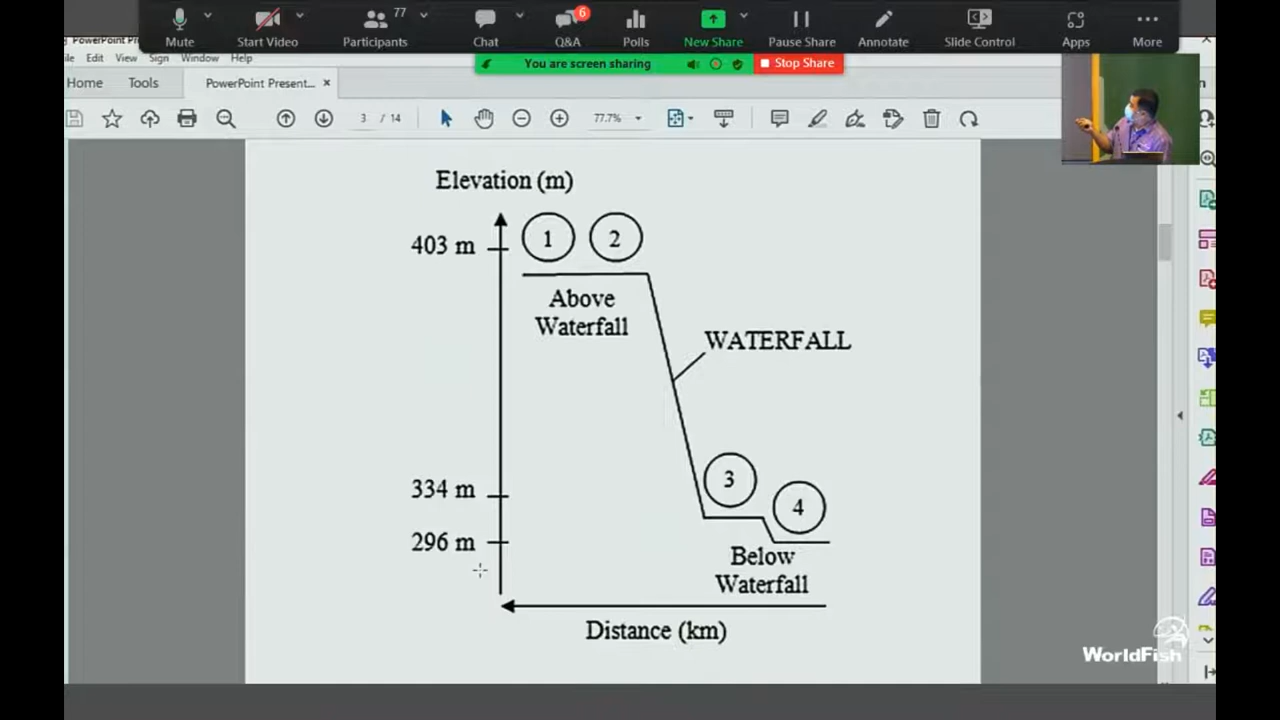 77
6
Mute
Start Video
Participants
Chat
Q&A
Polls
New Share
Pause Share
Annotate
Slide Control
Apps
More
You are screen sharing
Stop Share
Edit View Sign Window Help
Home
Tools
PowerPoint Present...
3 / 14
77.7%
Elevation (m)
403 m
1
2
Above
Waterfall
WATERFALL
334 m
3
4
296 m
Below
Waterfall
Distance (km)
WorldFish